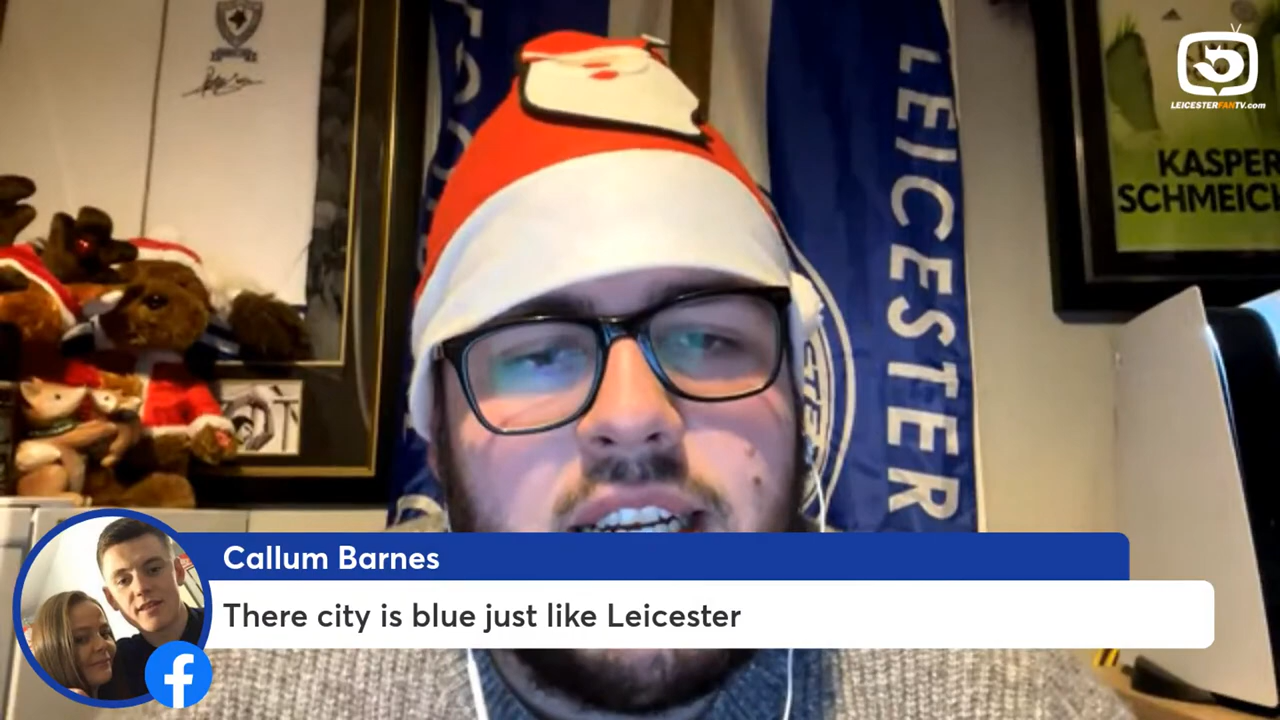 LEICESTERFANTV.com
KASPER
SCHMEICH
LEICESTER
Callum Barnes
There city is blue just like Leicester